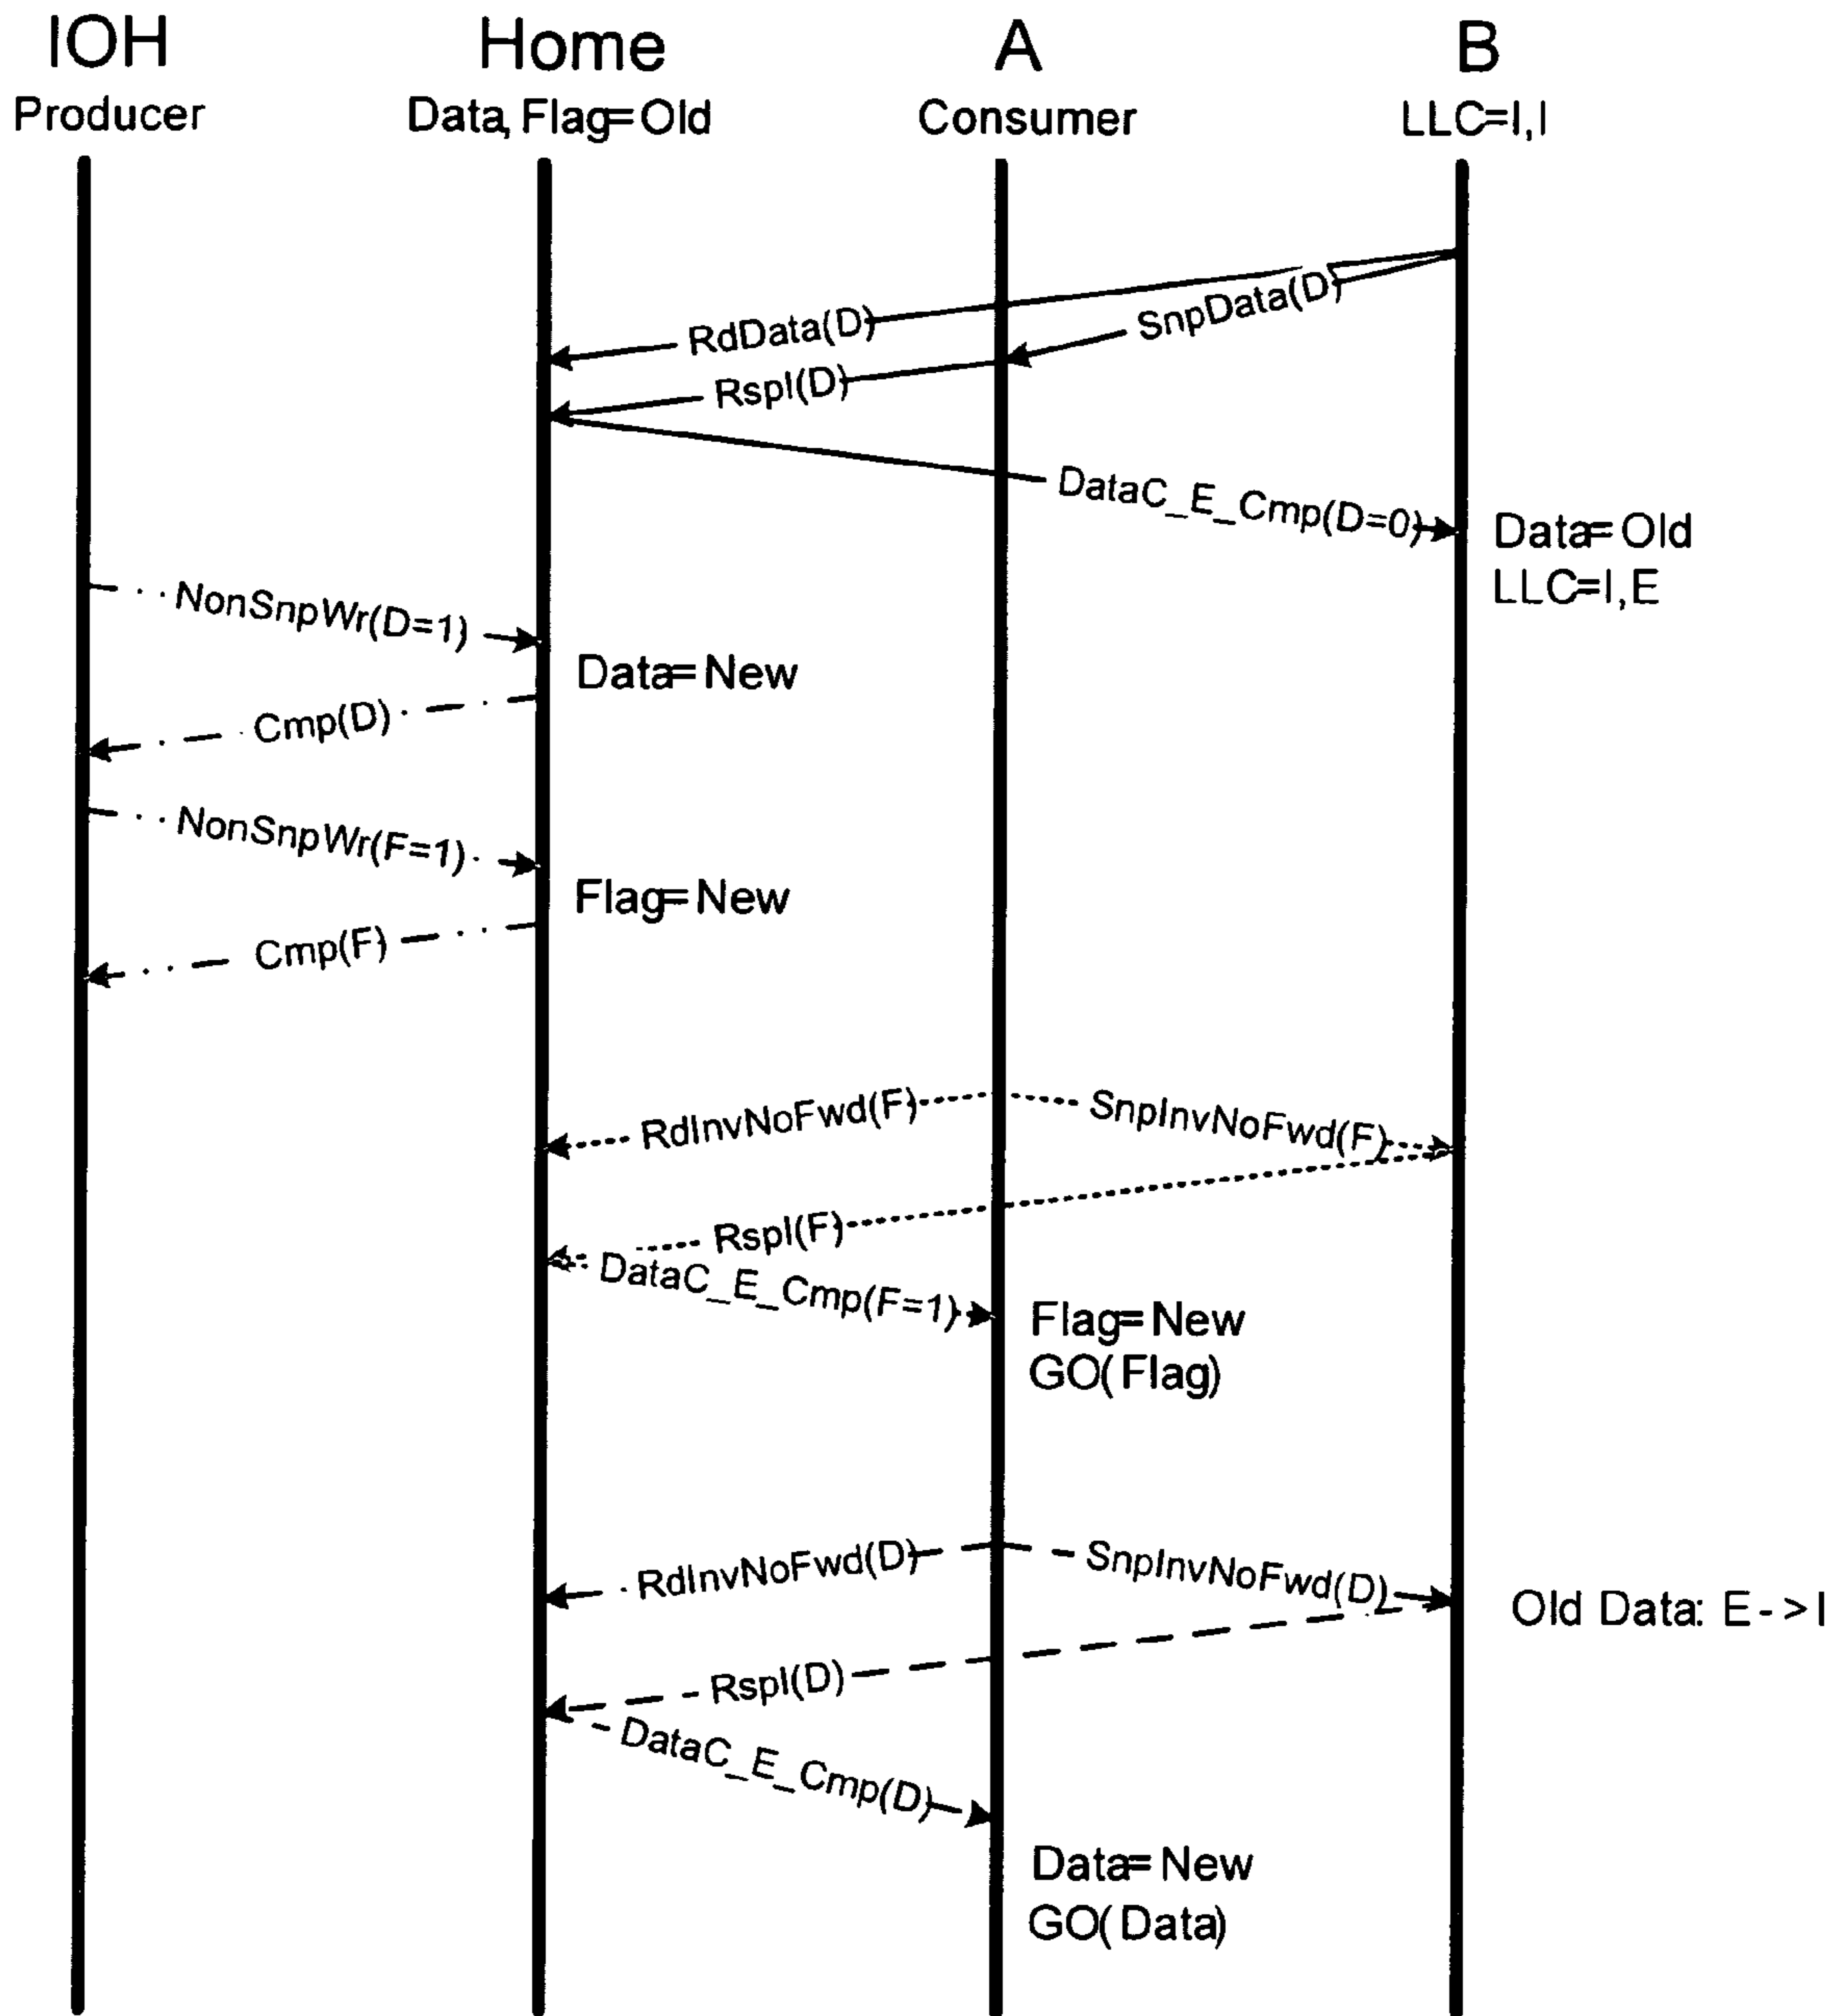 IOH
Producer
Home
Data, Flag=Old
A
Consumer
B
LLC=I,I
RdData(D)
SnpData(D)
RspI(D)
DataC_E_Cmp(D=0)
Data=Old
LLC=I,E
NonSnpWr(D=1)
Data=New
Cmp(D)
NonSnpWr(F=1)
Flag=New
Cmp(F)
RdInvNoFwd(F)
SnpInvNoFwd(F)
RspI(F)
DataC_E_Cmp(F=1)
Flag=New
GO(Flag)
RdInvNoFwd(D)
SnpInvNoFwd(D)
Old Data: E->I
RspI(D)
DataC_E_Cmp(D)
Data=New
GO(Data)